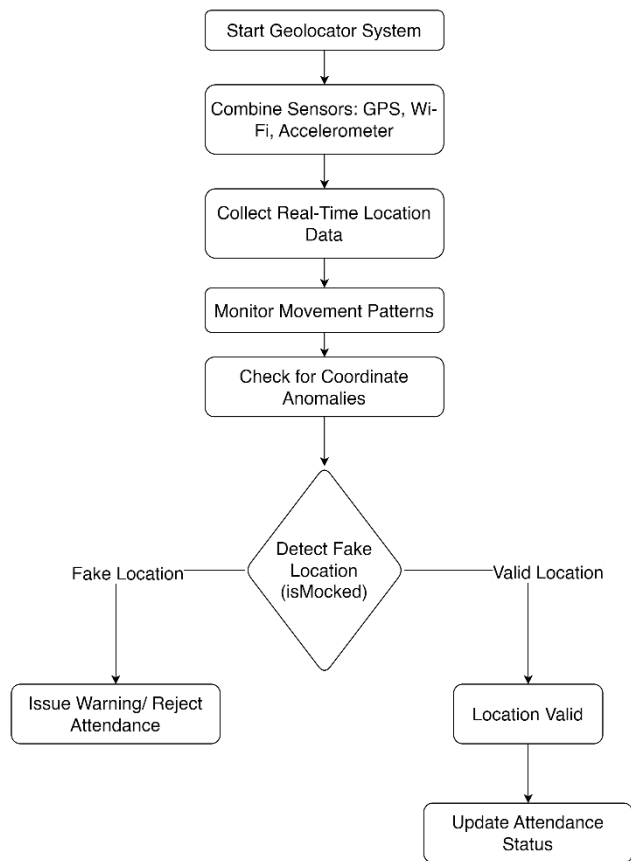 Start Geolocator System
Combine Sensors: GPS, Wi-
Fi, Accelerometer
Collect Real-Time Location
Data
Monitor Movement Patterns
Check for Coordinate
Anomalies
Detect Fake
Location
(isMocked)
Fake Location
Valid Location
Issue Warning/ Reject
Attendance
Location Valid
Update Attendance
Status